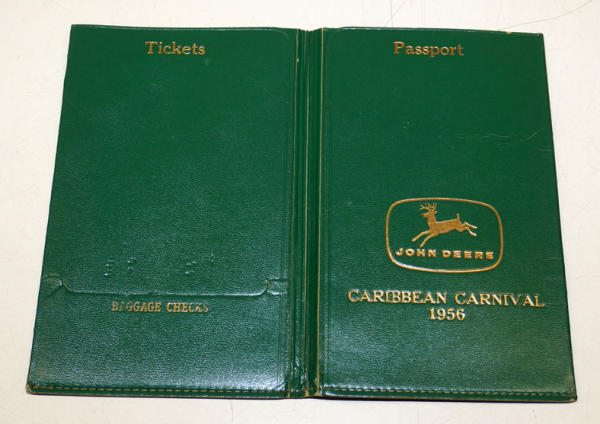 Tickets
BAGGAGE CHECKS
Passport
JOHN DEERE
CARIBBEAN CARNIVAL
1956